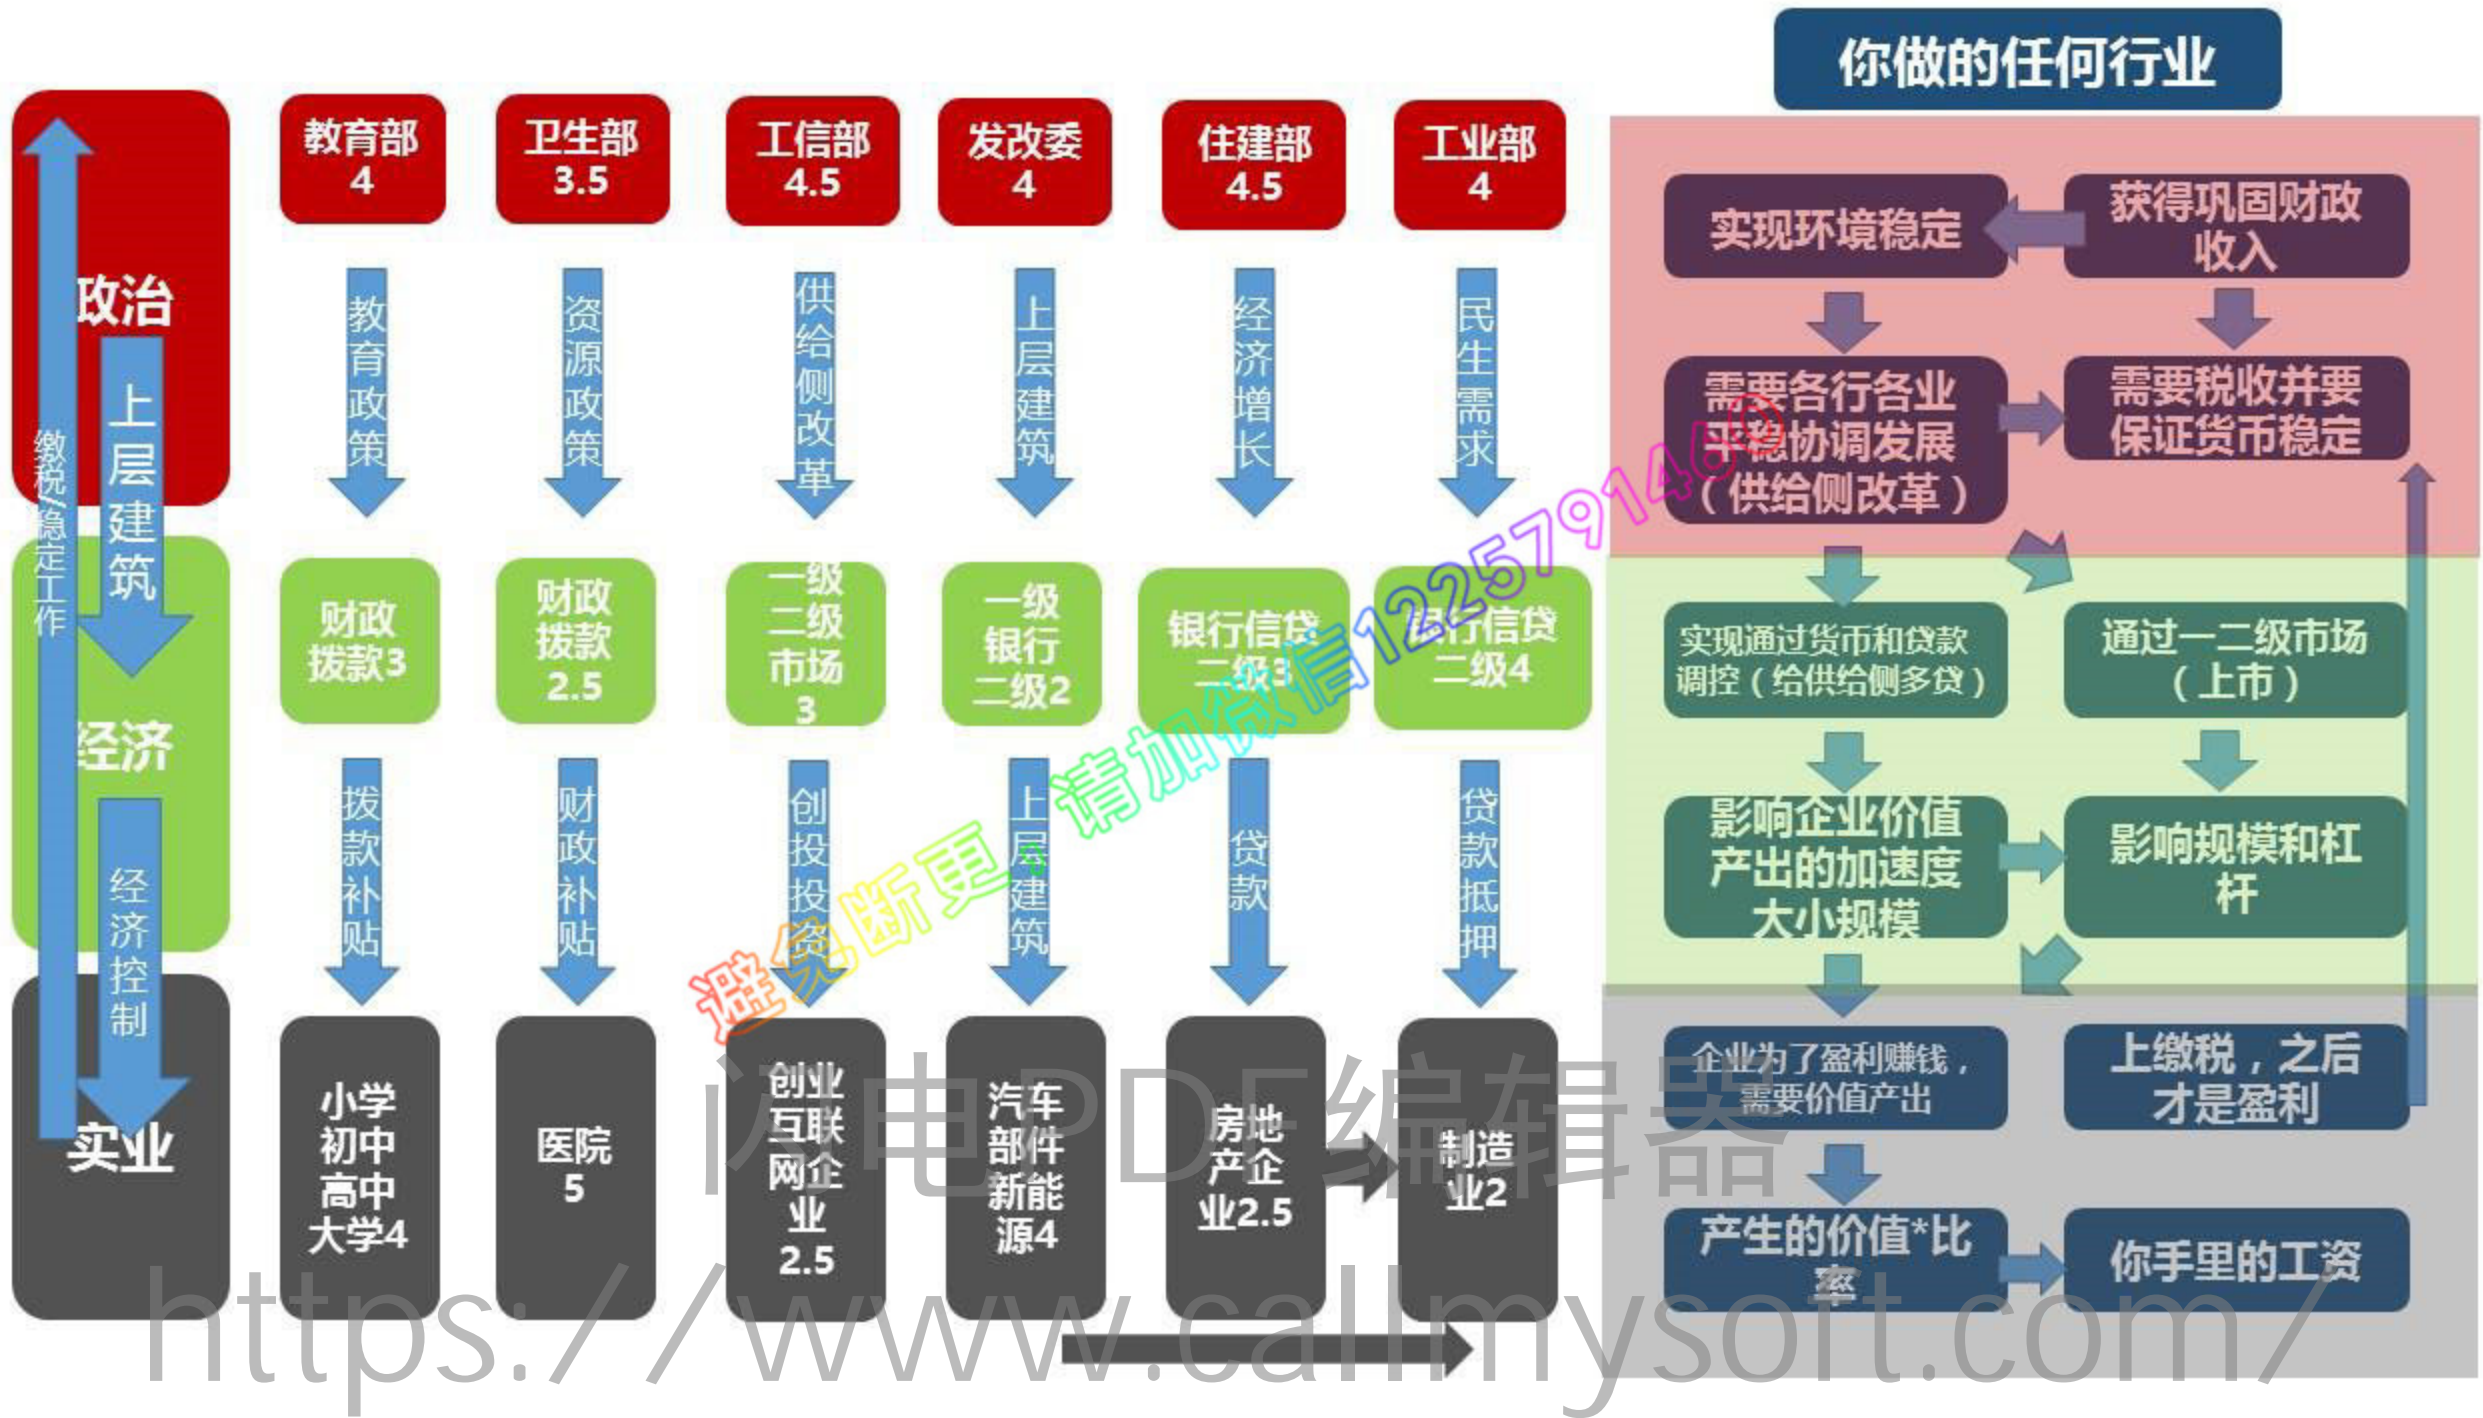 你做的任何行业
政治
上
层
建
筑
缴税/稳定工作
经济
经
济
控
制
实业
教育部
4
卫生部
3.5
工信部
4.5
发改委
4
住建部
4.5
工业部
4
教
育
政
策
资
源
政
策
供
给
侧
改
革
上
层
建
筑
经
济
增
长
民
生
需
求
财政
拨款3
财政
拨款
2.5
一级
二级
市场
3
一级
银行
二级2
银行信贷
二级3
银行信贷
二级4
拨
款
补
贴
财
政
补
贴
创
投
投
资
上
层
建
筑
贷
款
贷
款
抵
押
小学
初中
高中
大学4
医院
5
创业
互联
网企
业
2.5
汽车
部件
新能
源4
房地
产企
业2.5
制造
业2
实现环境稳定
获得巩固财政
收入
需要各行各业
平稳协调发展
（供给侧改革）
需要税收并要
保证货币稳定
实现通过货币和贷款
调控（给供给侧多贷）
通过一二级市场
（上市）
影响企业价值
产出的加速度
大小规模
影响规模和杠
杆
企业为了盈利赚钱，
需要价值产出
上缴税，之后
才是盈利
产生的价值*比
率
你手里的工资
避免断更，请加微信1225791460
闪电PDF编辑器
https://www.callmysoft.com/